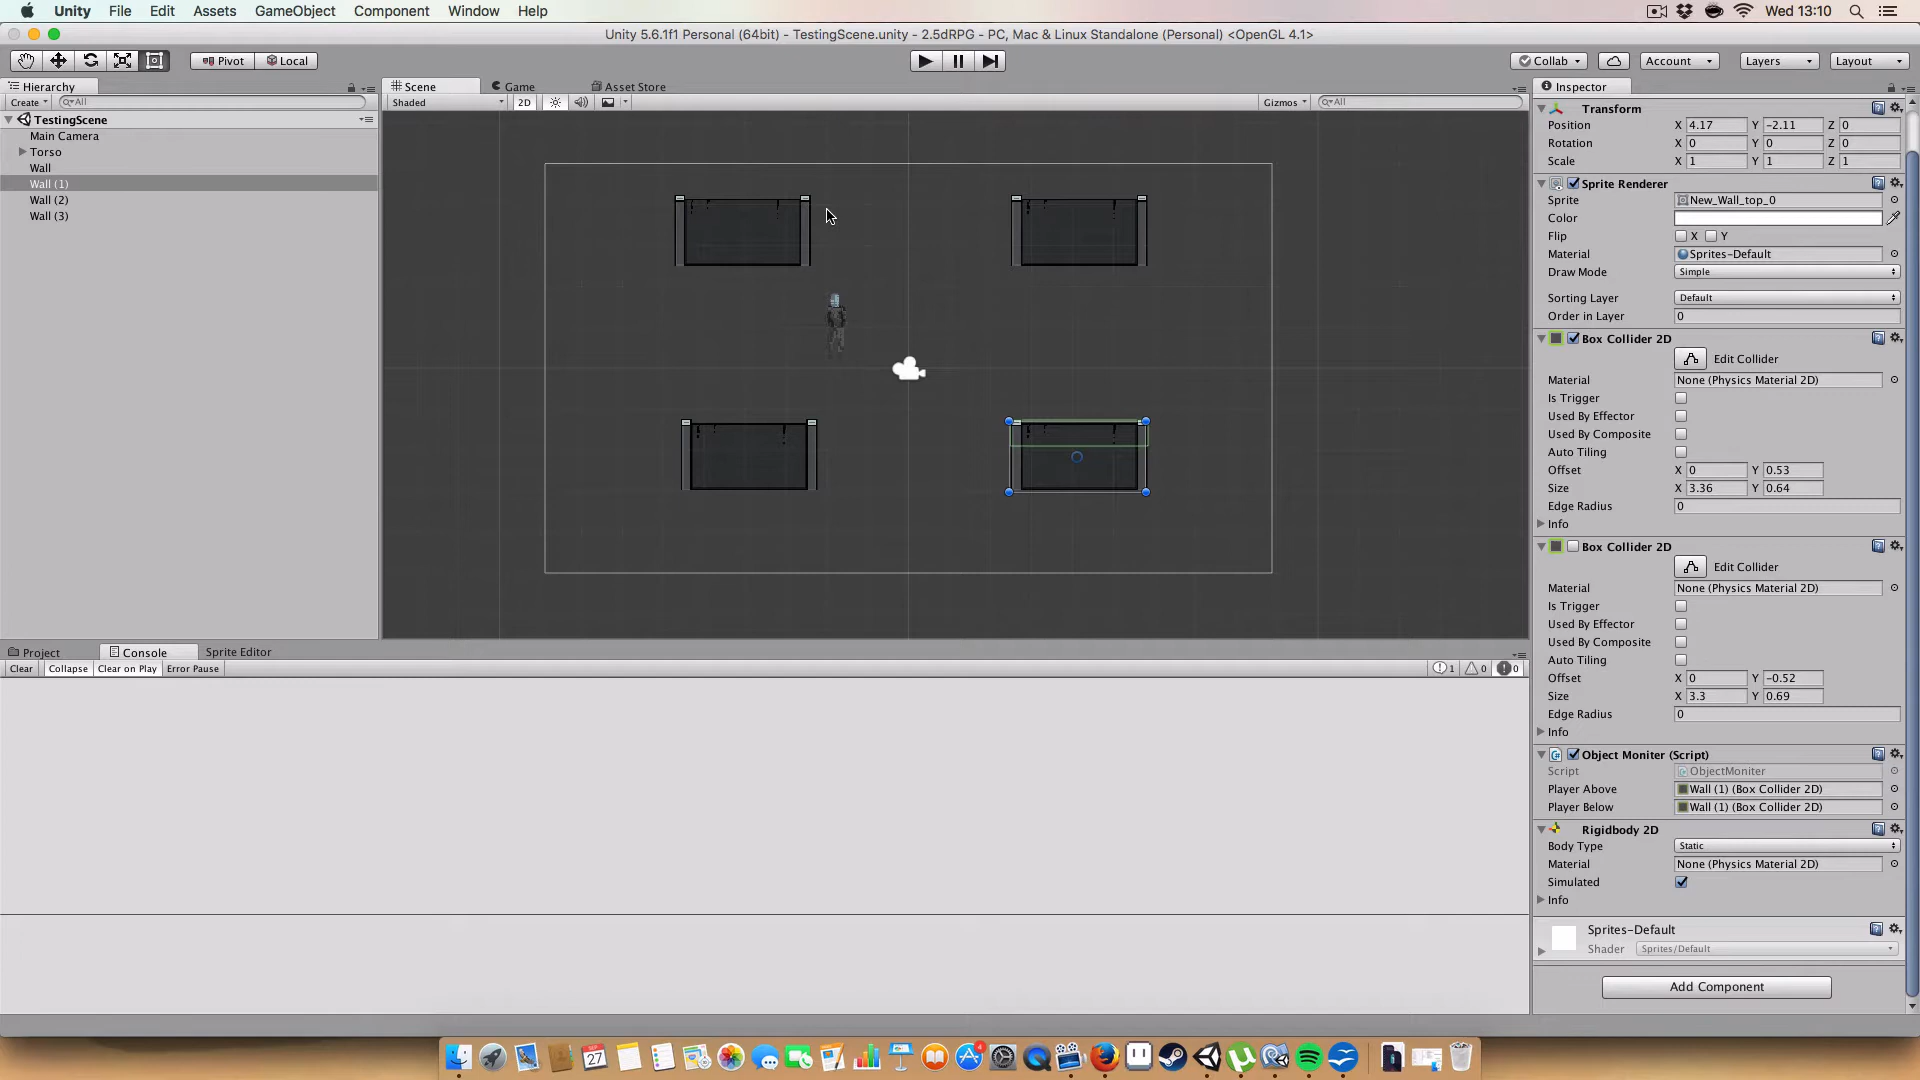 Unity File Edit Assets GameObject Component Window Help Wed 13:10
Unity 5.6.1f1 Personal (64bit) - TestingScene.unity - 2.5dRPG - PC, Mac & Linux Standalone (Personal) <OpenGL 4.1>
Pivot Local Collab Account Layers Layout
Hierarchy Scene Game Asset Store Inspector
Create All Shaded 2D Gizmos All
TestingScene
Main Camera
Torso
Wall
Wall (1)
Wall (2)
Wall (3)
Transform
Position X 4.17 Y -2.11 Z 0
Rotation X 0 Y 0 Z 0
Scale X 1 Y 1 Z 1
Sprite Renderer
Sprite New_Wall_top_0
Color
Flip X Y
Material Sprites-Default
Draw Mode Simple
Sorting Layer Default
Order in Layer 0
Box Collider 2D
Edit Collider
Material None (Physics Material 2D)
Is Trigger
Used By Effector
Used By Composite
Auto Tiling
Offset X 0 Y 0.53
Size X 3.36 Y 0.64
Edge Radius 0
Info
Box Collider 2D
Edit Collider
Material None (Physics Material 2D)
Is Trigger
Used By Effector
Used By Composite
Auto Tiling
Offset X 0 Y -0.52
Size X 3.3 Y 0.69
Edge Radius 0
Info
Object Moniter (Script)
Script ObjectMoniter
Player Above Wall (1) (Box Collider 2D)
Player Below Wall (1) (Box Collider 2D)
Rigidbody 2D
Body Type Static
Material None (Physics Material 2D)
Simulated
Info
Sprites-Default
Shader Sprites/Default
Add Component
Project Console Sprite Editor
Clear Collapse Clear on Play Error Pause 1 0 0
SEP
27